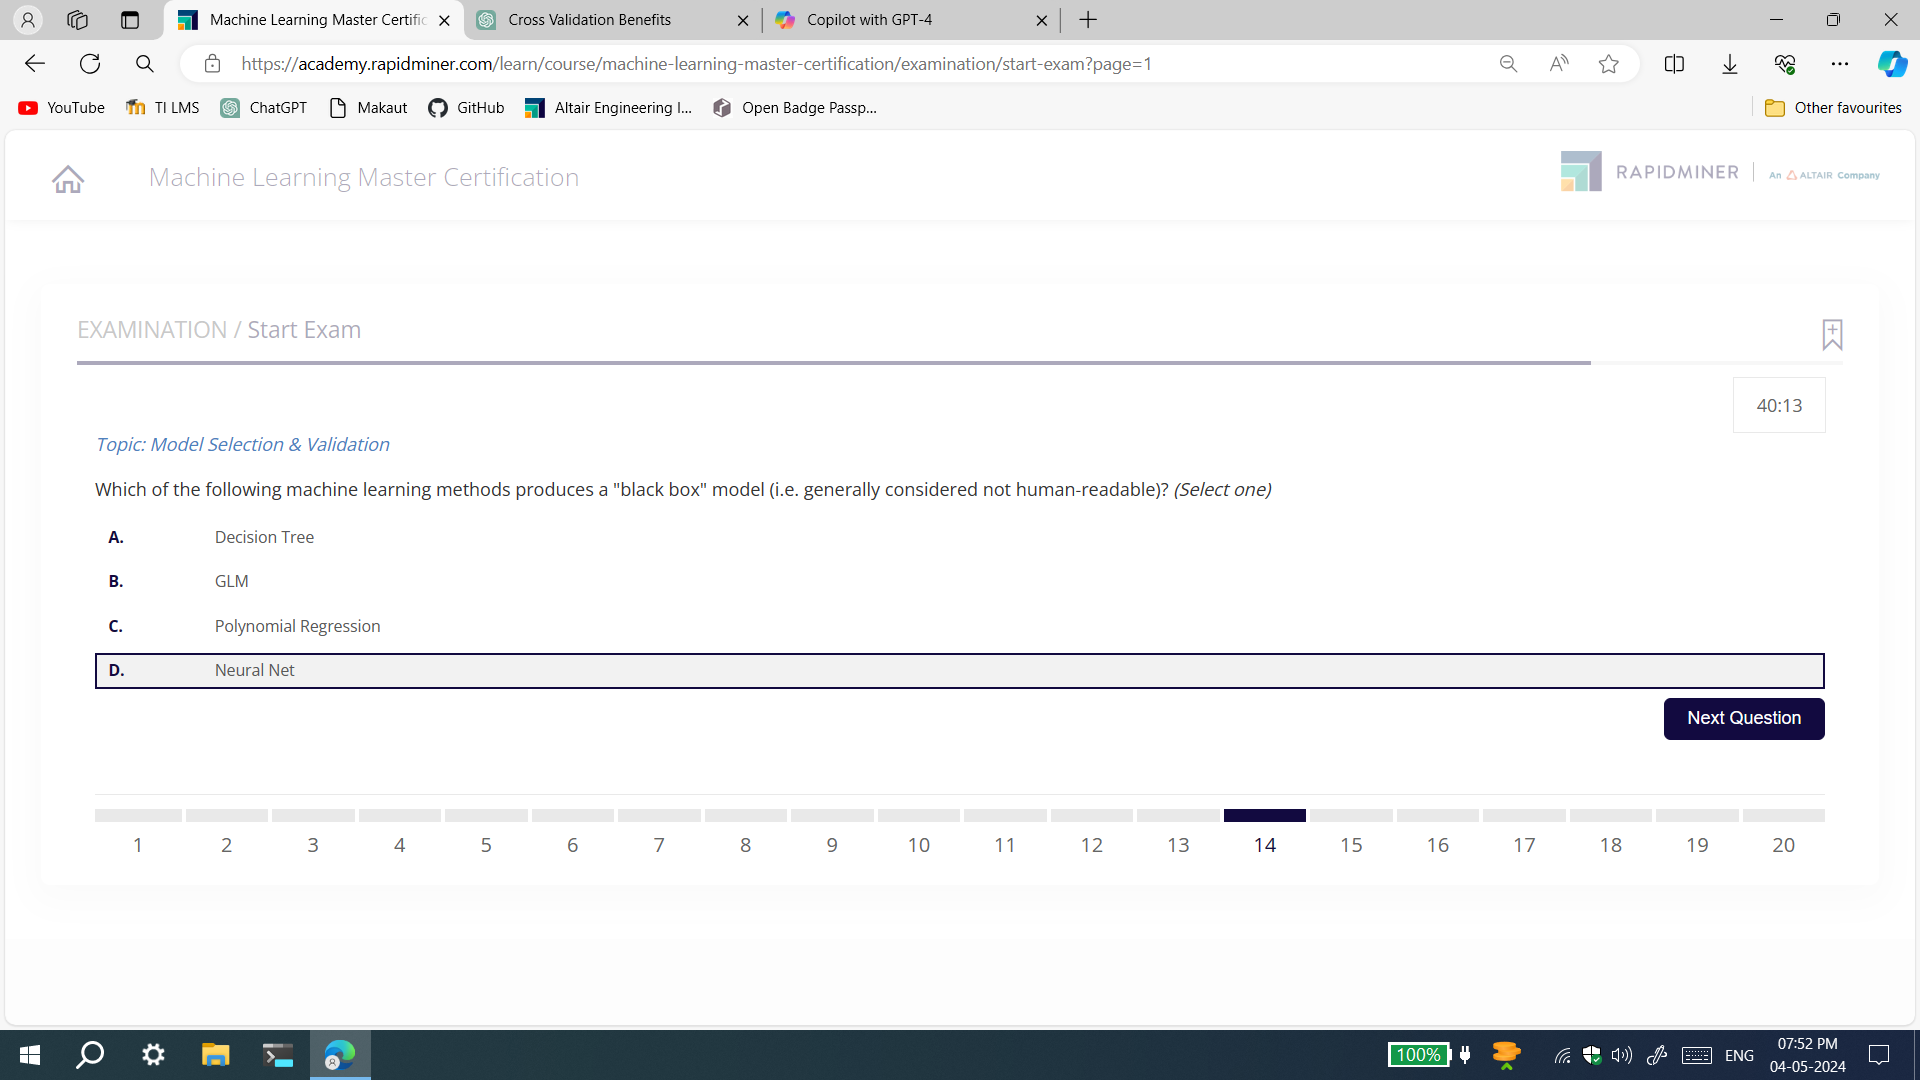 Machine Learning Master Certific
Cross Validation Benefits
Copilot with GPT-4
https://academy.rapidminer.com/learn/course/machine-learning-master-certification/examination/start-exam?page=1
YouTube
TI LMS
ChatGPT
Makaut
GitHub
Altair Engineering I...
Open Badge Passp...
Other favourites
Machine Learning Master Certification
RAPIDMINER
An ALTAIR Company
EXAMINATION / Start Exam
40:13
Topic: Model Selection & Validation
Which of the following machine learning methods produces a "black box" model (i.e. generally considered not human-readable)? (Select one)
A. Decision Tree
B. GLM
C. Polynomial Regression
D. Neural Net
Next Question
1 2 3 4 5 6 7 8 9 10 11 12 13 14 15 16 17 18 19 20
100%
ENG
07:52 PM
04-05-2024